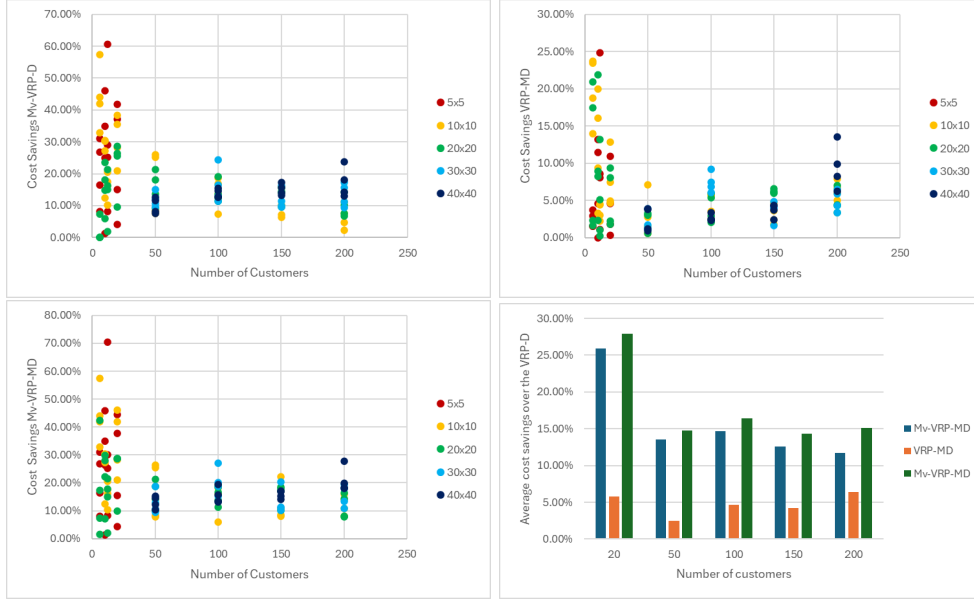 70.00%
60.00%
50.00%
40.00%
30.00%
20.00%
10.00%
0.00%
Cost Savings Mv-VRP-D
0 50 100 150 200 250
Number of Customers
5x5
10x10
20x20
30x30
40x40
30.00%
25.00%
20.00%
15.00%
10.00%
5.00%
0.00%
Cost Savings VRP-MD
0 50 100 150 200 250
Number of Customers
5x5
10x10
20x20
30x30
40x40
80.00%
70.00%
60.00%
50.00%
40.00%
30.00%
20.00%
10.00%
0.00%
Cost Savings Mv-VRP-MD
0 50 100 150 200 250
Number of Customers
5x5
10x10
20x20
30x30
40x40
30.00%
25.00%
20.00%
15.00%
10.00%
5.00%
0.00%
Average cost savings over the VRP-D
20 50 100 150 200
Number of customers
Mv-VRP-MD
VRP-MD
Mv-VRP-MD